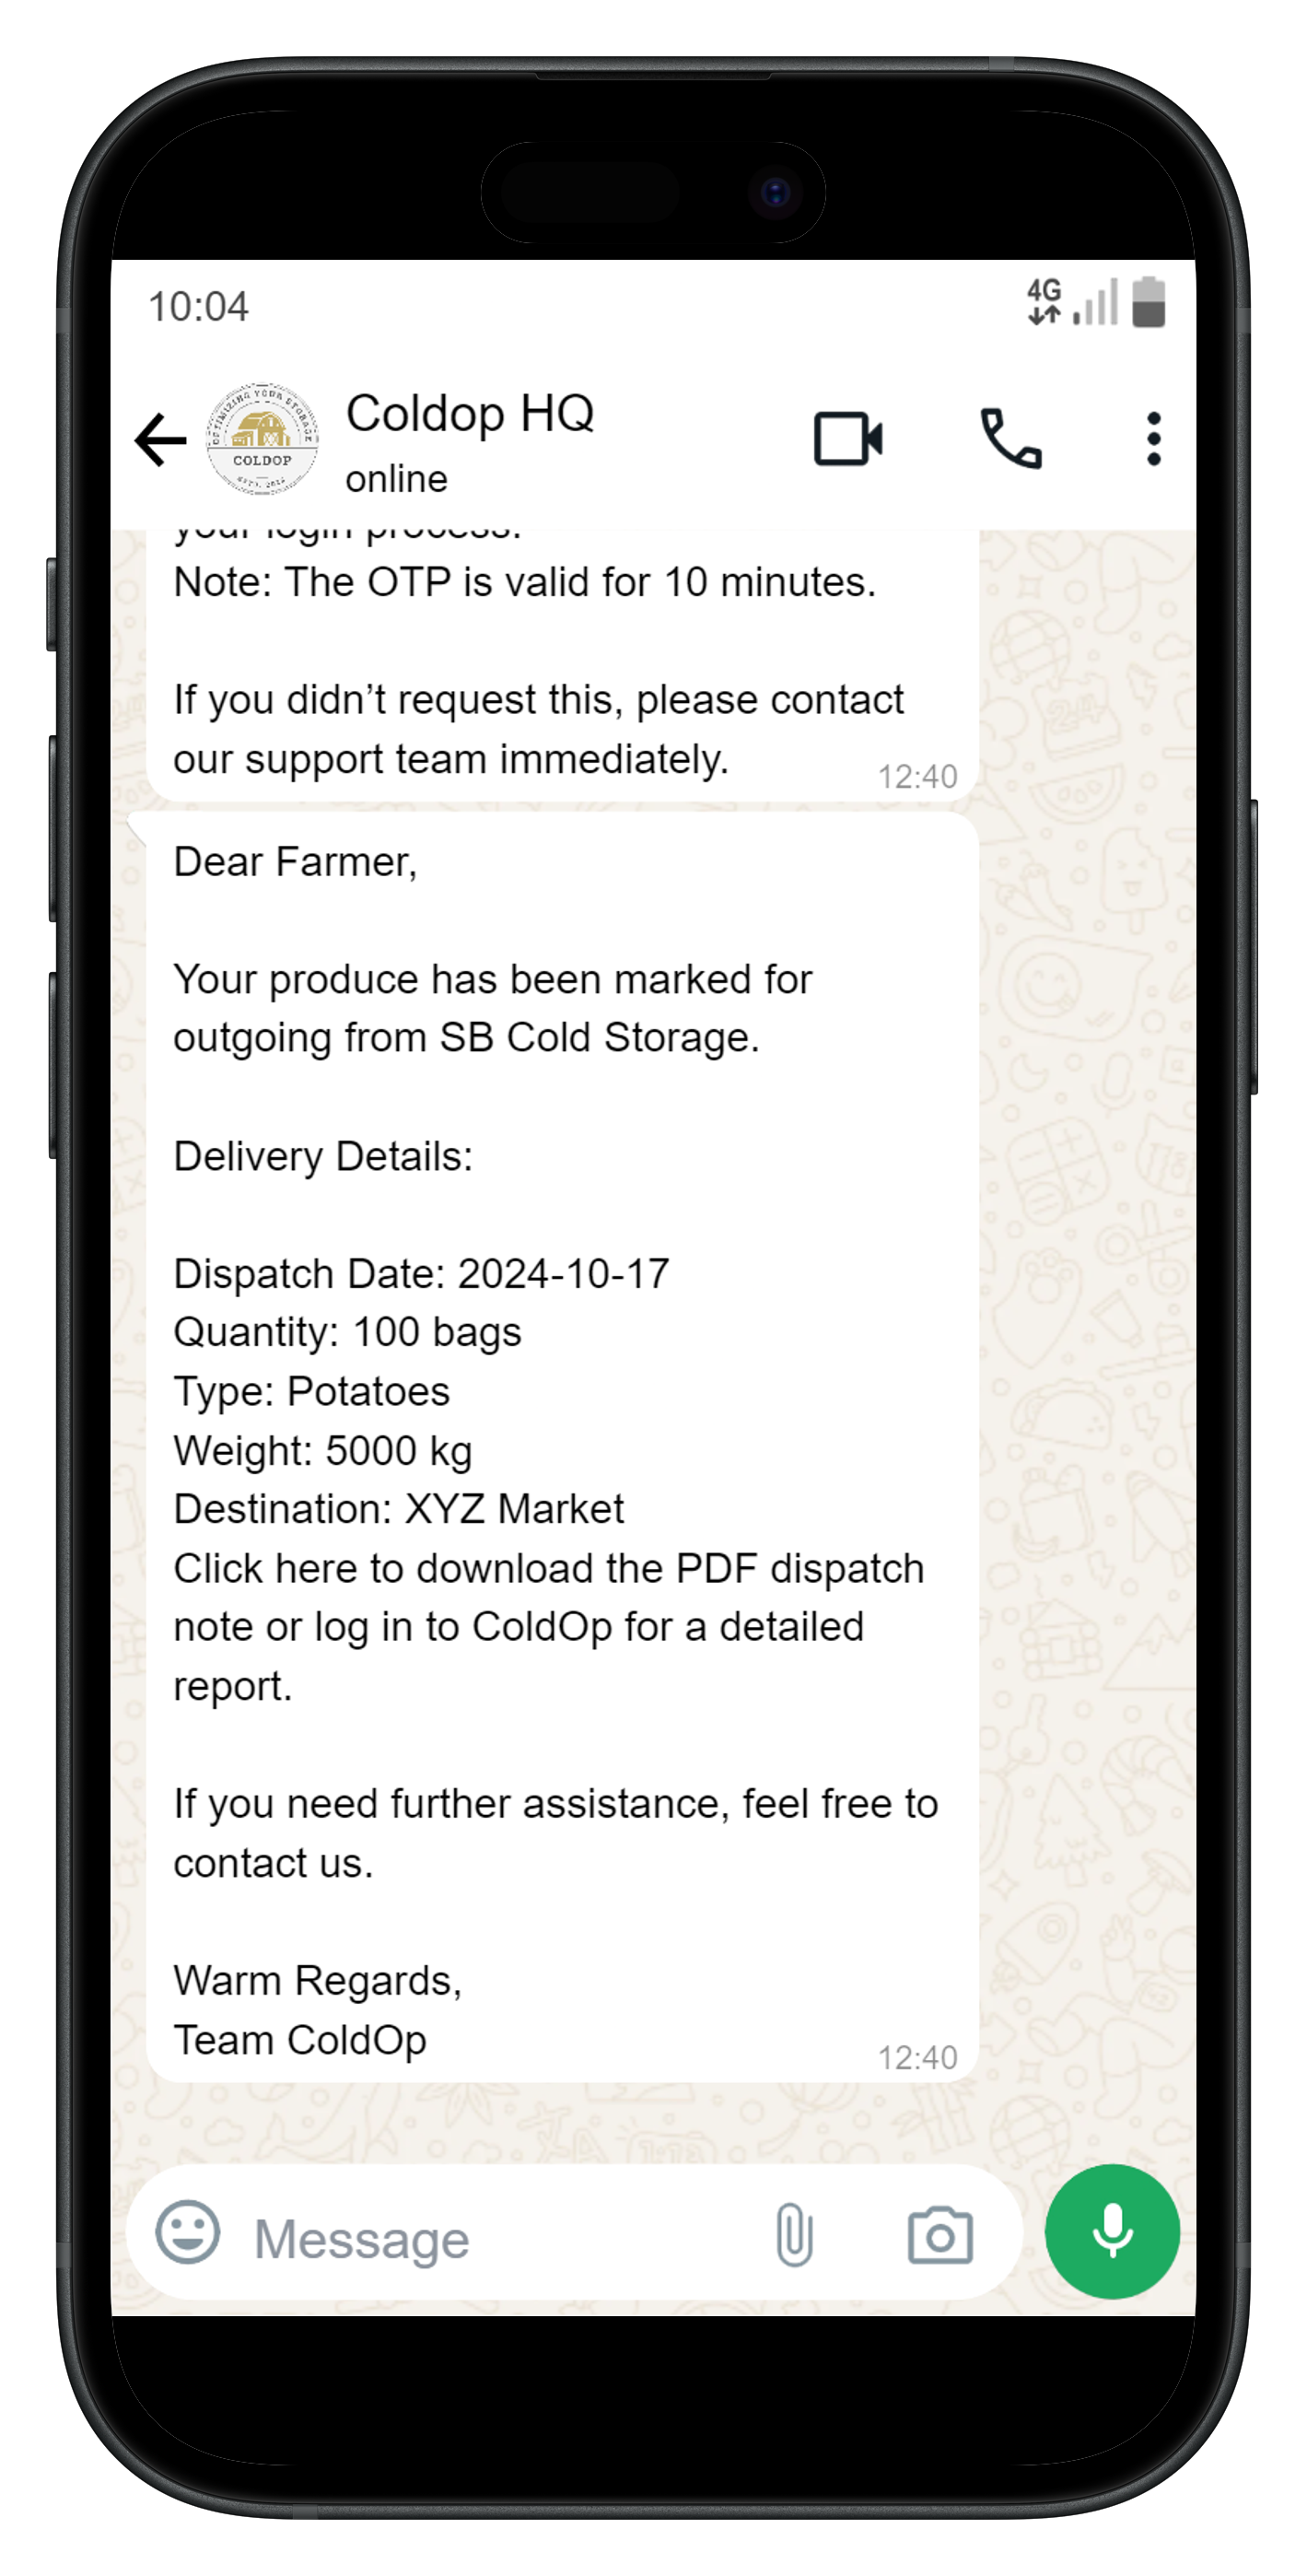 10:04
4G
OPTIMIZING YOUR STORAGE
COLDOP
Coldop HQ
online
your login process.
Note: The OTP is valid for 10 minutes.
If you didn’t request this, please contact
our support team immediately.
12:40
Dear Farmer,
Your produce has been marked for
outgoing from SB Cold Storage.
Delivery Details:
Dispatch Date: 2024-10-17
Quantity: 100 bags
Type: Potatoes
Weight: 5000 kg
Destination: XYZ Market
Click here to download the PDF dispatch
note or log in to ColdOp for a detailed
report.
If you need further assistance, feel free to
contact us.
Warm Regards,
Team ColdOp
12:40
Message